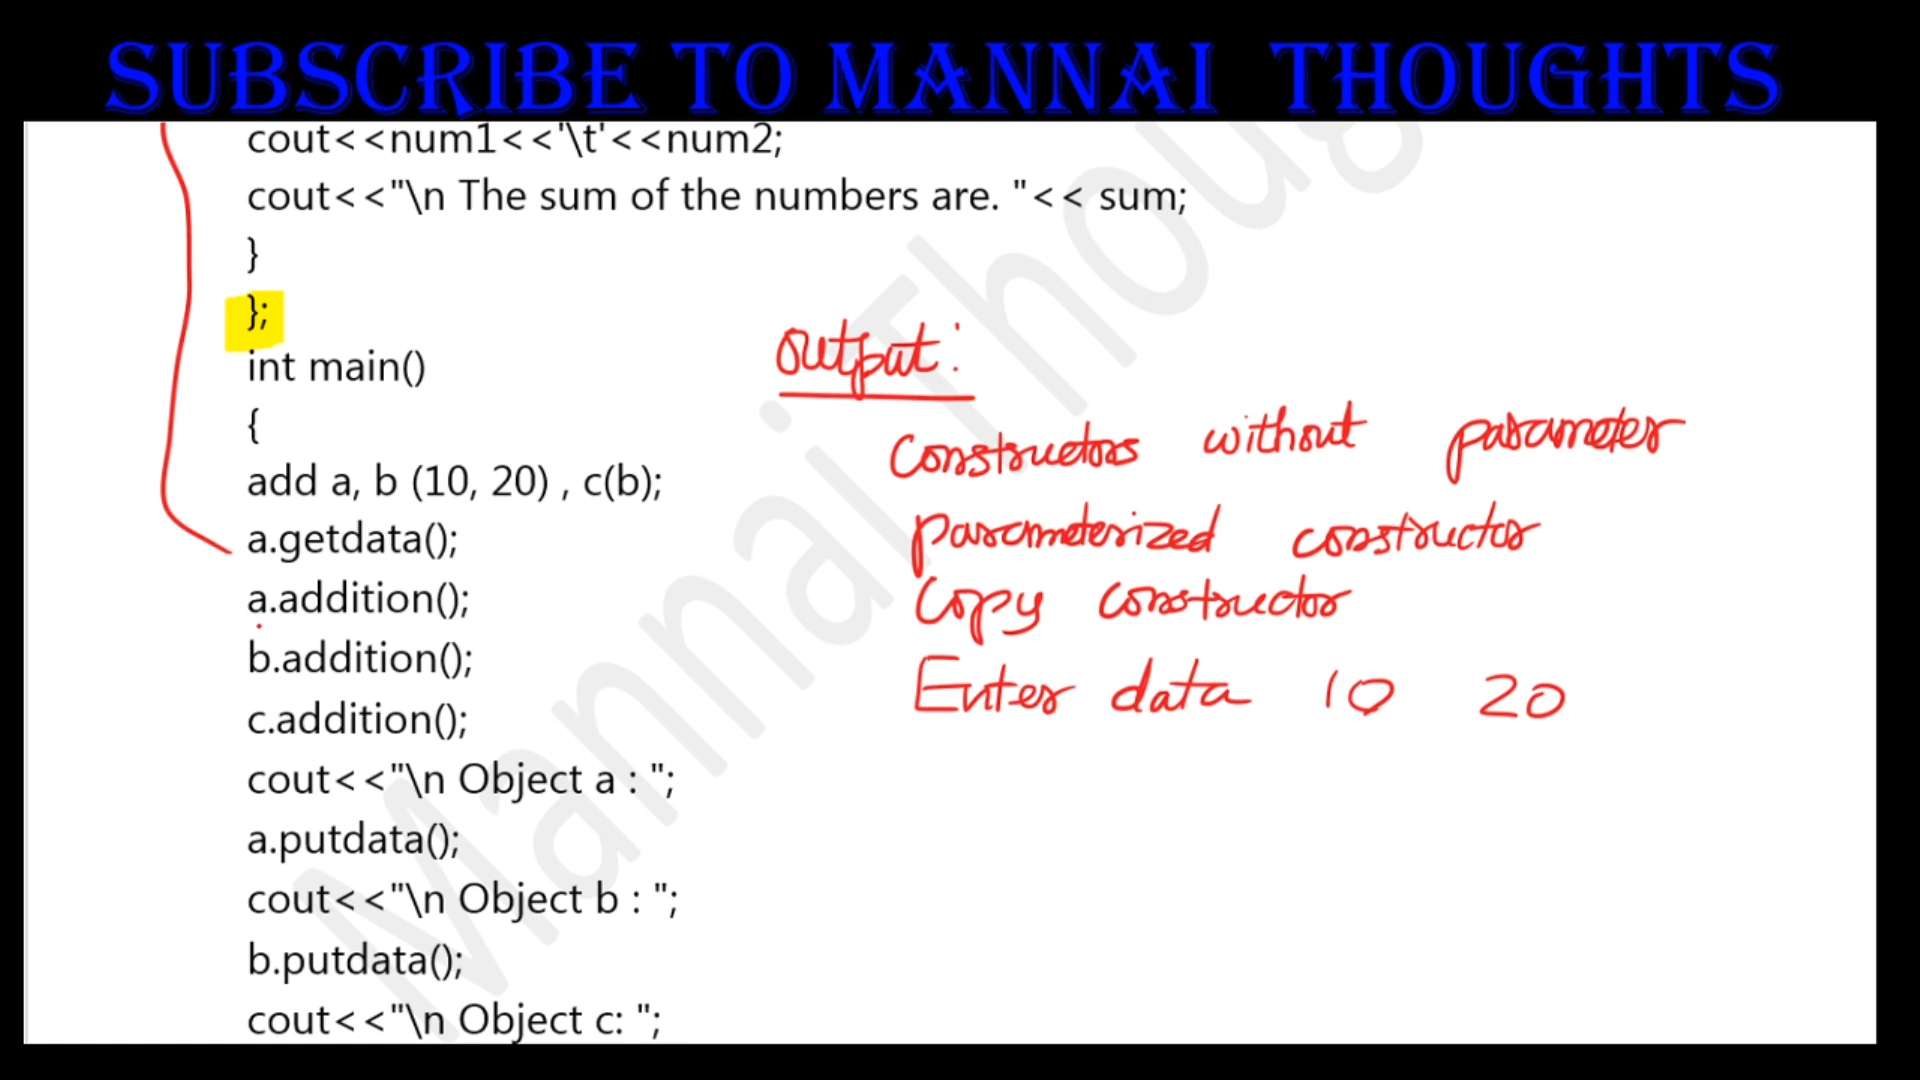 SUBSCRIBE TO MANNAI THOUGHTS
cout<<num1<<'\t'<<num2;
cout<<"\n The sum of the numbers are. "<< sum;
}
};
int main()
{
add a, b (10, 20) , c(b);
a.getdata();
a.addition();
b.addition();
c.addition();
cout<<"\n Object a : ";
a.putdata();
cout<<"\n Object b : ";
b.putdata();
cout<<"\n Object c: ";
output:
Constructors without parameter
parameterized constructor
Copy constructor
Enter data 10 20
Mannai Thoug